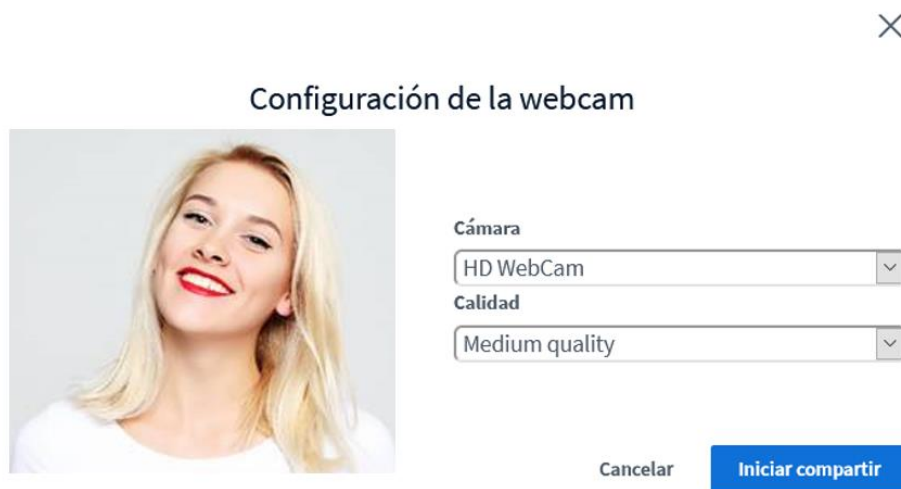 Configuración de la webcam
Cámara
HD WebCam
Calidad
Medium quality
Cancelar
Iniciar compartir